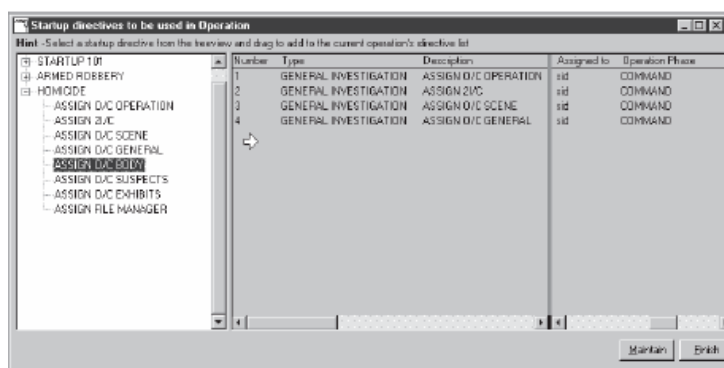 Startup directives to be used in Operation
Hint -Select a startup directive from the treeview and drag to add to the current operation's directive list
STARTUP 101
ARMED ROBBERY
HOMICIDE
ASSIGN O/C OPERATION
ASSIGN 2I/C
ASSIGN O/C SCENE
ASSIGN O/C GENERAL
ASSIGN O/C BODY
ASSIGN O/C SUSPECTS
ASSIGN O/C EXHIBITS
ASSIGN FILE MANAGER
Number Type Description Assigned to Operation Phase
1 GENERAL INVESTIGATION ASSIGN O/C OPERATION sid COMMAND
2 GENERAL INVESTIGATION ASSIGN 2I/C sid COMMAND
3 GENERAL INVESTIGATION ASSIGN O/C SCENE sid COMMAND
4 GENERAL INVESTIGATION ASSIGN O/C GENERAL sid COMMAND
Maintain Finish